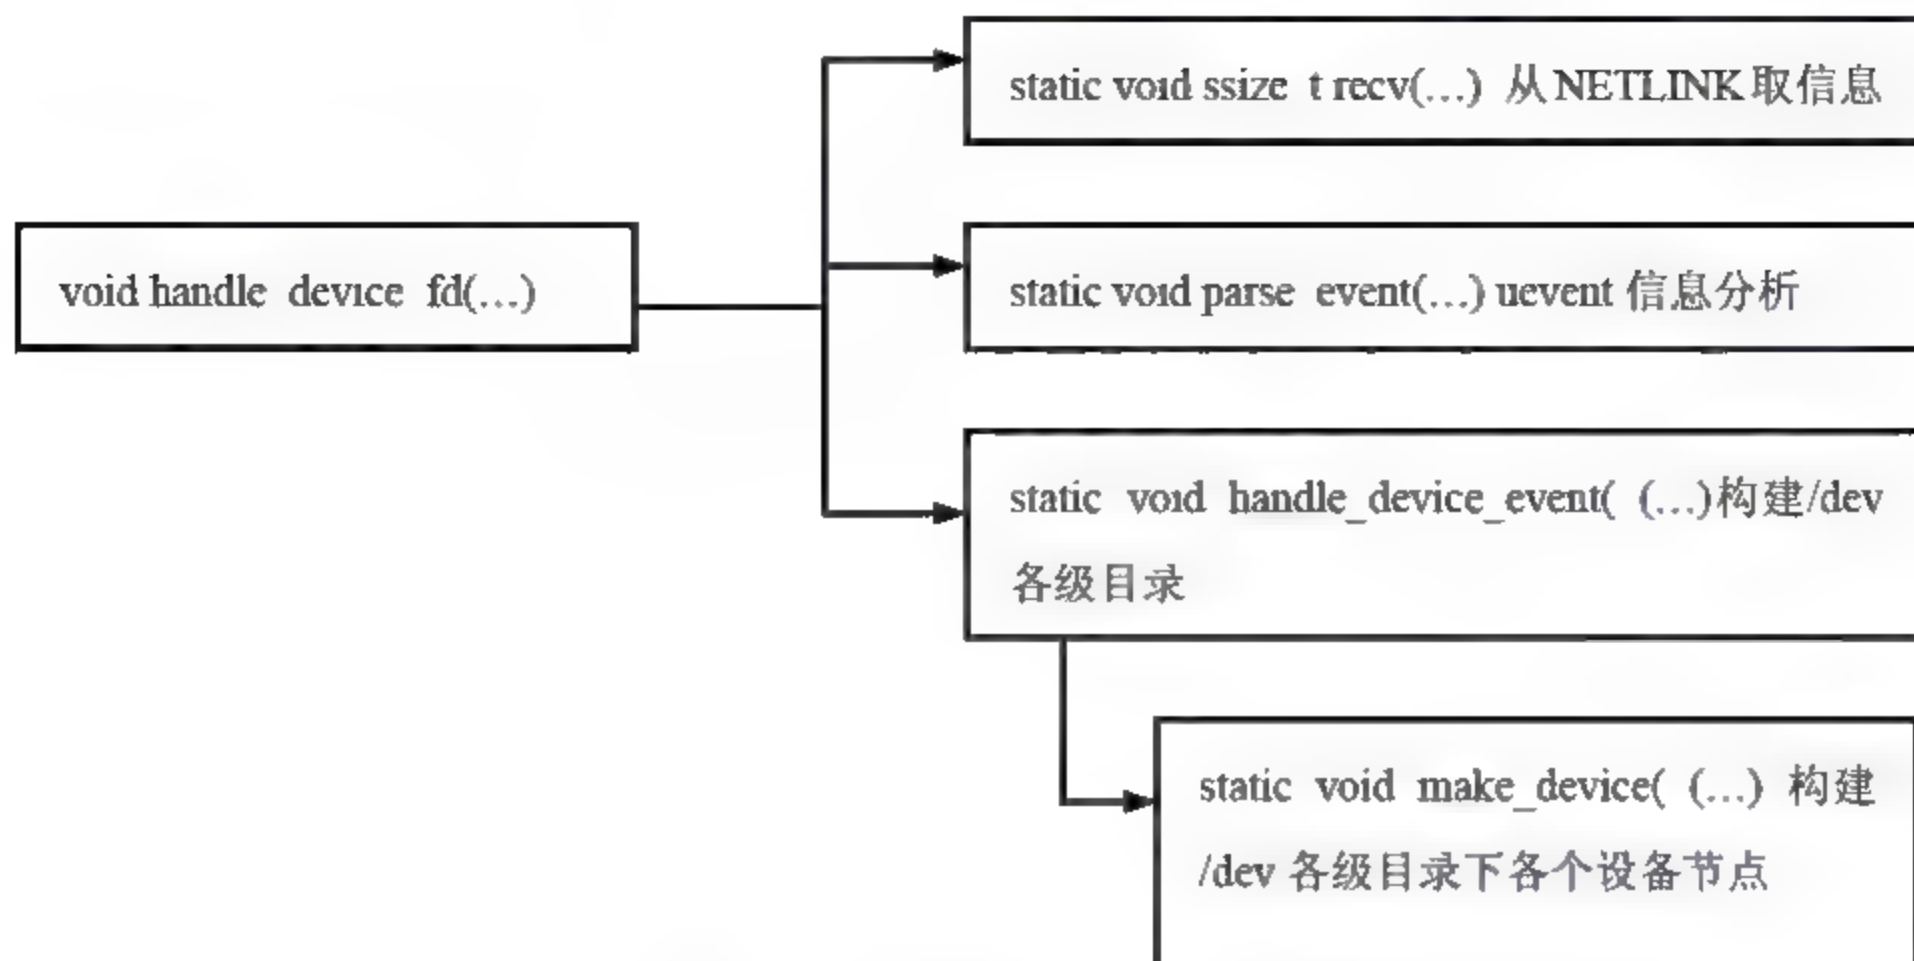 static void ssize t recv(...) 从NETLINK取信息
void handle device fd(...)
static void parse event(...) uevent 信息分析
static void handle_device_event( (...)构建/dev
各级目录
static void make_device( (...) 构建
/dev 各级目录下各个设备节点